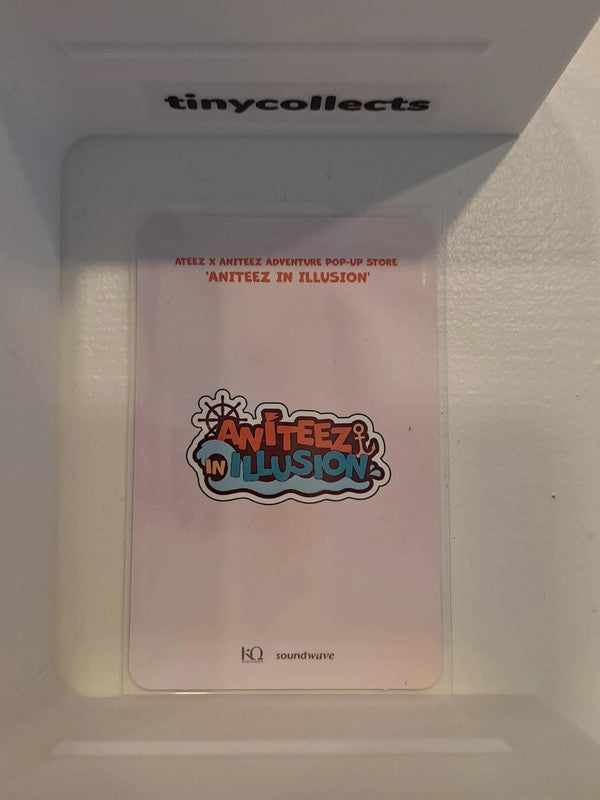 tinycollects
ATEEZ X ANITEEZ ADVENTURE POP-UP STORE
'ANITEEZ IN ILLUSION'
ANITEEZ
IN ILLUSION
KQ soundwave